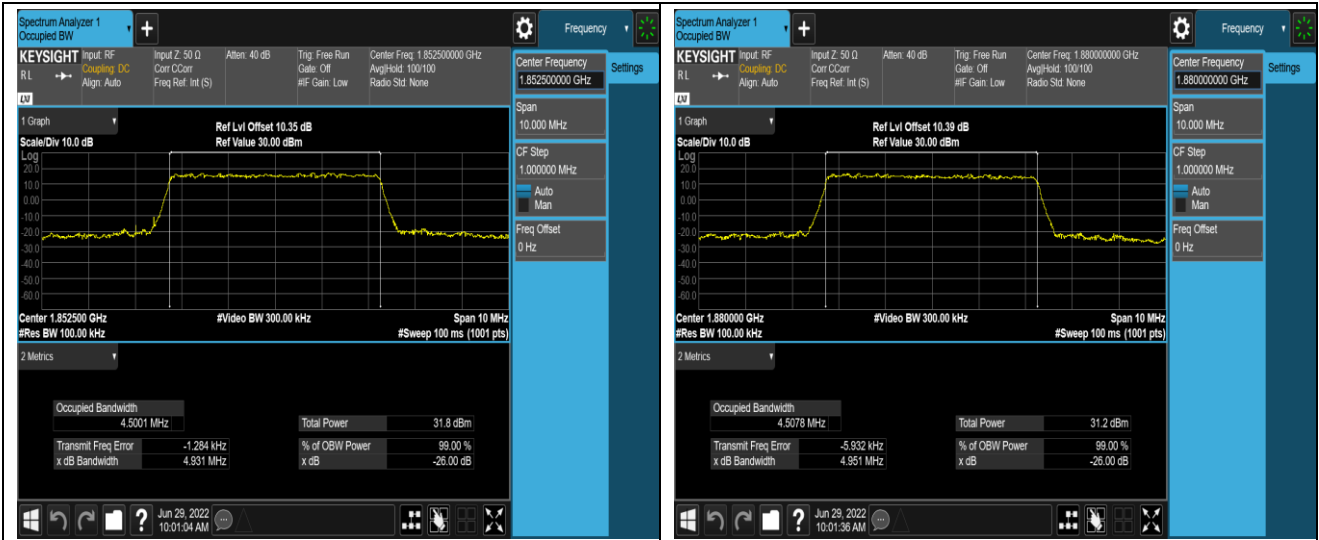 Spectrum Analyzer 1
Occupied BW
+
Frequency
KEYSIGHT
RL
LXI
Input: RF
Coupling: DC
Align: Auto
Input Z: 50 Ω
Corr CCorr
Freq Ref: Int (S)
Atten: 40 dB
Trig: Free Run
Gate: Off
#IF Gain: Low
Center Freq: 1.852500000 GHz
Avg|Hold: 100/100
Radio Std: None
Center Frequency
1.852500000 GHz
Settings
Span
10.000 MHz
CF Step
1.000000 MHz
Auto
Man
Freq Offset
0 Hz
1 Graph
Scale/Div 10.0 dB
Ref Lvl Offset 10.35 dB
Ref Value 30.00 dBm
Log
20.0
10.0
0.00
-10.0
-20.0
-30.0
-40.0
-50.0
-60.0
Center 1.852500 GHz
#Video BW 300.00 kHz
Span 10 MHz
#Res BW 100.00 kHz
#Sweep 100 ms (1001 pts)
2 Metrics
Occupied Bandwidth
4.5001 MHz
Total Power 31.8 dBm
Transmit Freq Error -1.284 kHz
% of OBW Power 99.00 %
x dB Bandwidth 4.931 MHz
x dB -26.00 dB
?
Jun 29, 2022
10:01:04 AM
Spectrum Analyzer 1
Occupied BW
+
Frequency
KEYSIGHT
RL
LXI
Input: RF
Coupling: DC
Align: Auto
Input Z: 50 Ω
Corr CCorr
Freq Ref: Int (S)
Atten: 40 dB
Trig: Free Run
Gate: Off
#IF Gain: Low
Center Freq: 1.880000000 GHz
Avg|Hold: 100/100
Radio Std: None
Center Frequency
1.880000000 GHz
Settings
Span
10.000 MHz
CF Step
1.000000 MHz
Auto
Man
Freq Offset
0 Hz
1 Graph
Scale/Div 10.0 dB
Ref Lvl Offset 10.39 dB
Ref Value 30.00 dBm
Log
20.0
10.0
0.00
-10.0
-20.0
-30.0
-40.0
-50.0
-60.0
Center 1.880000 GHz
#Video BW 300.00 kHz
Span 10 MHz
#Res BW 100.00 kHz
#Sweep 100 ms (1001 pts)
2 Metrics
Occupied Bandwidth
4.5078 MHz
Total Power 31.2 dBm
Transmit Freq Error -5.932 kHz
% of OBW Power 99.00 %
x dB Bandwidth 4.951 MHz
x dB -26.00 dB
?
Jun 29, 2022
10:01:36 AM